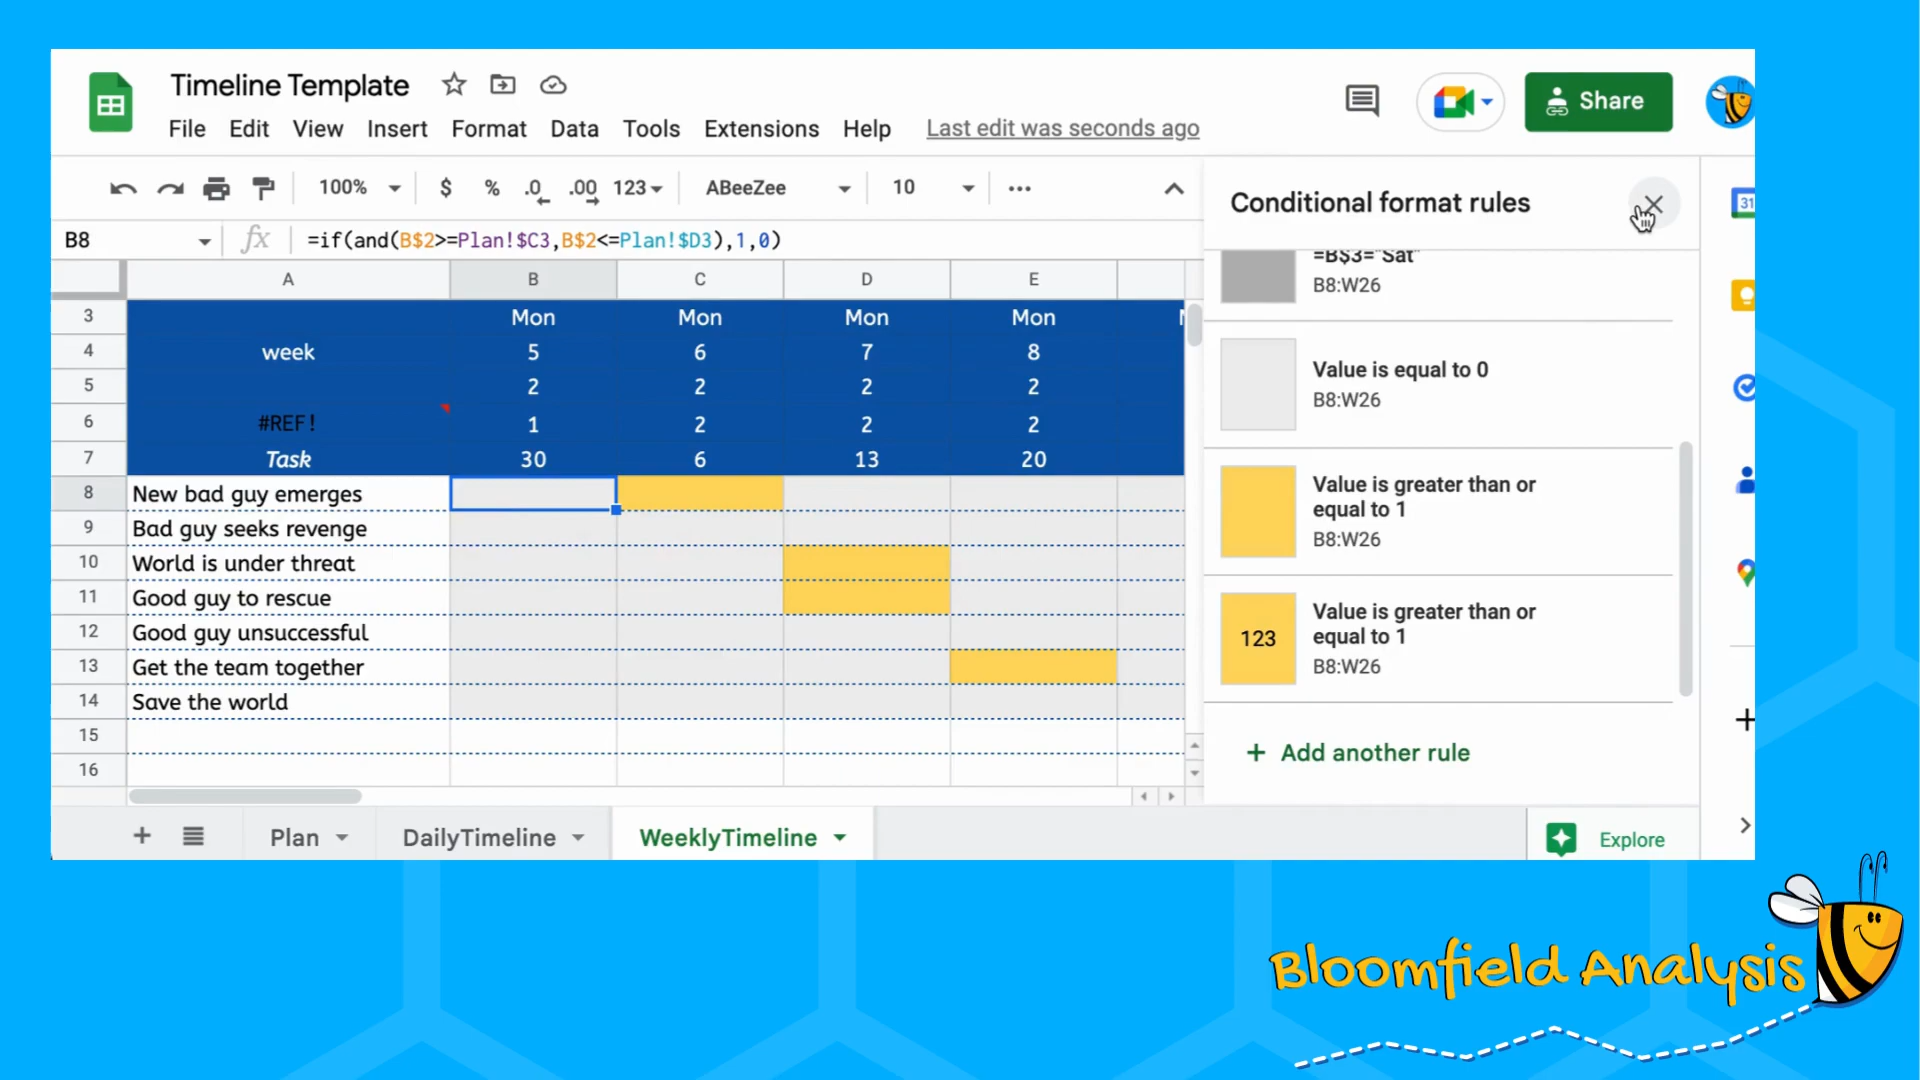 Timeline Template
File Edit View Insert Format Data Tools Extensions Help Last edit was seconds ago
Share
100% $ % .0 .00 123 ABeeZee 10 ...
B8 fx =if(and(B$2>=Plan!$C3,B$2<=Plan!$D3),1,0)
A B C D E
3 Mon Mon Mon Mon
4 week 5 6 7 8
5 2 2 2 2
6 #REF! 1 2 2 2
7 Task 30 6 13 20
8 New bad guy emerges
9 Bad guy seeks revenge
10 World is under threat
11 Good guy to rescue
12 Good guy unsuccessful
13 Get the team together
14 Save the world
15
16
+ Plan DailyTimeline WeeklyTimeline
Explore
Conditional format rules
=B$3="Sat"
B8:W26
Value is equal to 0
B8:W26
Value is greater than or
equal to 1
B8:W26
123
Value is greater than or
equal to 1
B8:W26
+ Add another rule
31
Bloomfield Analysis